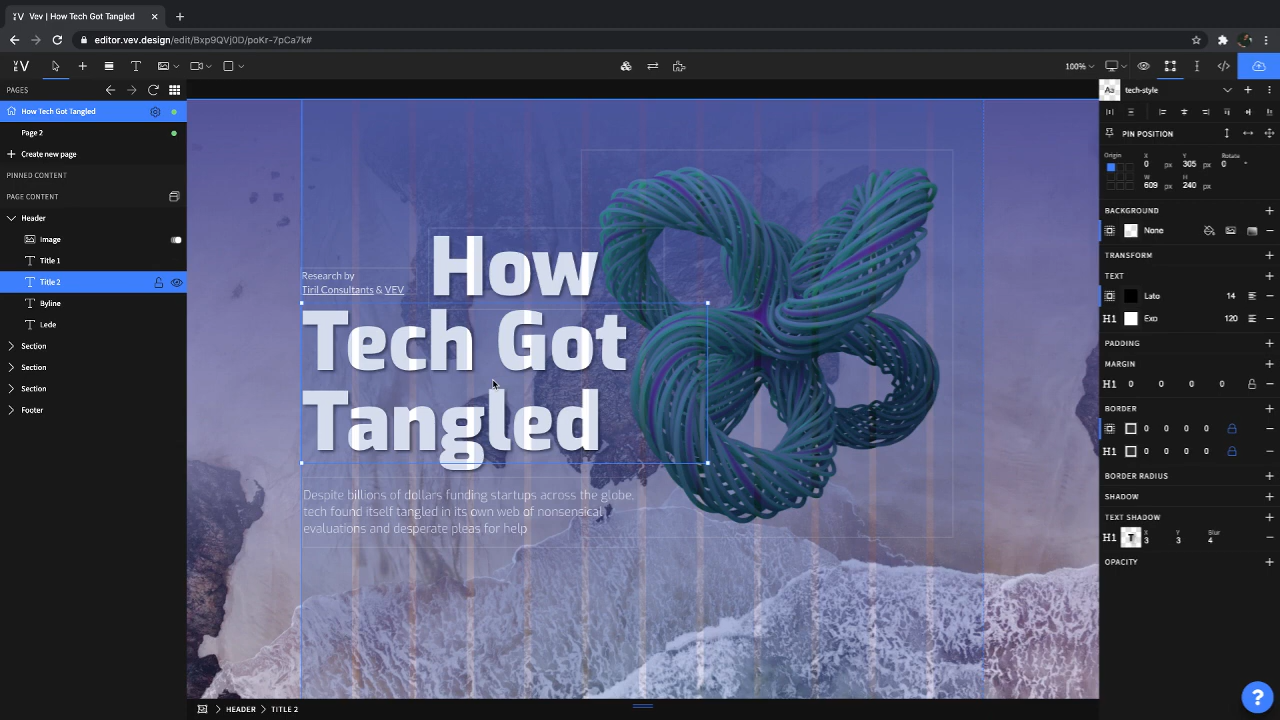 Vev | How Tech Got Tangled
editor.vev.design/edit/Bxp9QVj0D/poKr-7pCa7k#
100%
PAGES
How Tech Got Tangled
Page 2
Create new page
PINNED CONTENT
PAGE CONTENT
Header
Image
Title 1
Title 2
Byline
Lede
Section
Section
Section
Footer
Research by
Tiril Consultants & VEV
How
Tech Got
Tangled
Despite billions of dollars funding startups across the globe,
tech found itself tangled in its own web of nonsensical
evaluations and desperate pleas for help
HEADER > TITLE 2
Aa tech-style
PIN POSITION
Origin X Y Rotate
0 px 305 px 0 °
W H
609 px 240 px
BACKGROUND
None
TRANSFORM
TEXT
Lato 14
H1 Exo 120
PADDING
MARGIN
H1 0 0 0 0
BORDER
0 0 0 0
H1 0 0 0 0
BORDER RADIUS
SHADOW
TEXT SHADOW
H1 T X Y Blur
3 3 4
OPACITY
?